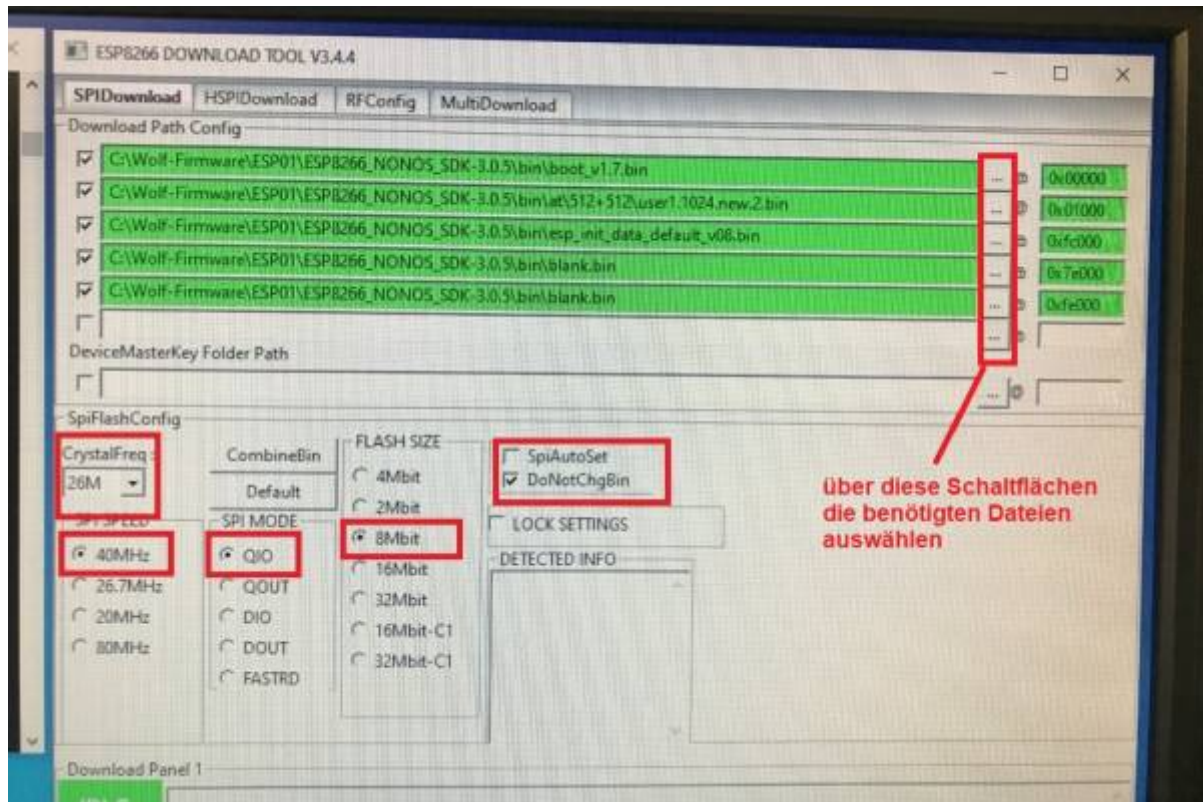 ESP8266 DOWNLOAD TOOL V3.4.4
SPIDownload HSPIDownload RFConfig MultiDownload
Download Path Config
C:\Wolf-Firmware\ESP01\ESP8266_NONOS_SDK-3.0.5\bin\boot_v1.7.bin ... @ 0x00000
C:\Wolf-Firmware\ESP01\ESP8266_NONOS_SDK-3.0.5\bin\at\512+512\user1.1024.new.2.bin ... @ 0x01000
C:\Wolf-Firmware\ESP01\ESP8266_NONOS_SDK-3.0.5\bin\esp_init_data_default_v08.bin ... @ 0xfc000
C:\Wolf-Firmware\ESP01\ESP8266_NONOS_SDK-3.0.5\bin\blank.bin ... @ 0x7e000
C:\Wolf-Firmware\ESP01\ESP8266_NONOS_SDK-3.0.5\bin\blank.bin ... @ 0xfe000
... @
DeviceMasterKey Folder Path
... @
SpiFlashConfig
CrystalFreq :
26M
CombineBin
Default
SPI SPEED
40MHz
26.7MHz
20MHz
80MHz
SPI MODE
QIO
QOUT
DIO
DOUT
FASTRD
FLASH SIZE
4Mbit
2Mbit
8Mbit
16Mbit
32Mbit
16Mbit-C1
32Mbit-C1
SpiAutoSet
DoNotChgBin
LOCK SETTINGS
DETECTED INFO
über diese Schaltflächen
die benötigten Dateien
auswählen
Download Panel 1